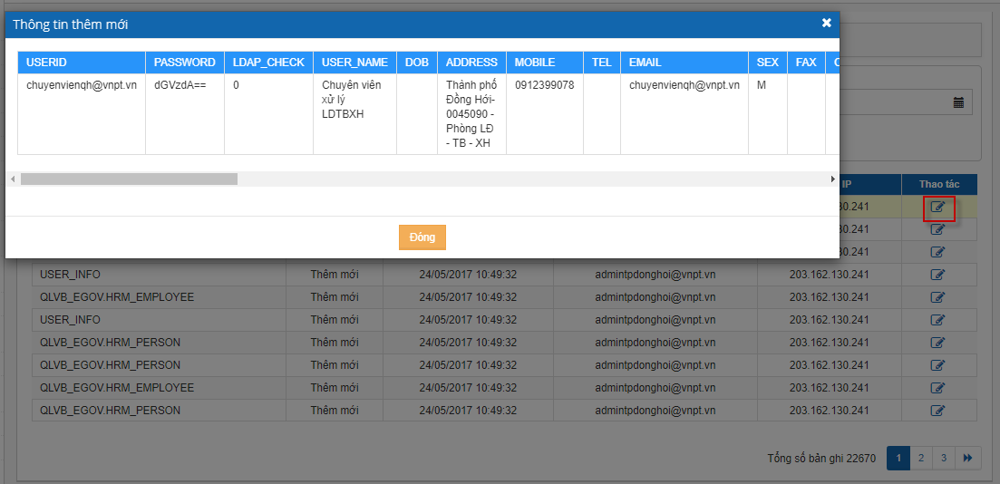 Thông tin thêm mới
USERID PASSWORD LDAP_CHECK USER_NAME DOB ADDRESS MOBILE TEL EMAIL SEX FAX
chuyenvienqh@vnpt.vn dGVzdA== 0 Chuyên viên xử lý LDTBXH Thành phố Đồng Hới- 0045090 - Phòng LĐ - TB - XH 0912399078 chuyenvienqh@vnpt.vn M
Đóng
IP Thao tác
30.241
30.241
USER_INFO Thêm mới 24/05/2017 10:49:32 admintpdonghoi@vnpt.vn 203.162.130.241
QLVB_EGOV.HRM_EMPLOYEE Thêm mới 24/05/2017 10:49:32 admintpdonghoi@vnpt.vn 203.162.130.241
USER_INFO Thêm mới 24/05/2017 10:49:32 admintpdonghoi@vnpt.vn 203.162.130.241
QLVB_EGOV.HRM_PERSON Thêm mới 24/05/2017 10:49:32 admintpdonghoi@vnpt.vn 203.162.130.241
QLVB_EGOV.HRM_PERSON Thêm mới 24/05/2017 10:49:32 admintpdonghoi@vnpt.vn 203.162.130.241
QLVB_EGOV.HRM_EMPLOYEE Thêm mới 24/05/2017 10:49:32 admintpdonghoi@vnpt.vn 203.162.130.241
QLVB_EGOV.HRM_PERSON Thêm mới 24/05/2017 10:49:32 admintpdonghoi@vnpt.vn 203.162.130.241
Tổng số bản ghi 22670 1 2 3